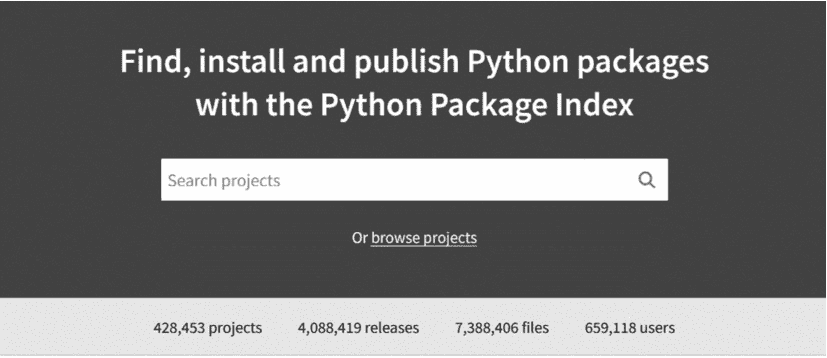 Find, install and publish Python packages
with the Python Package Index
Search projects
Or browse projects
428,453 projects 4,088,419 releases 7,388,406 files 659,118 users